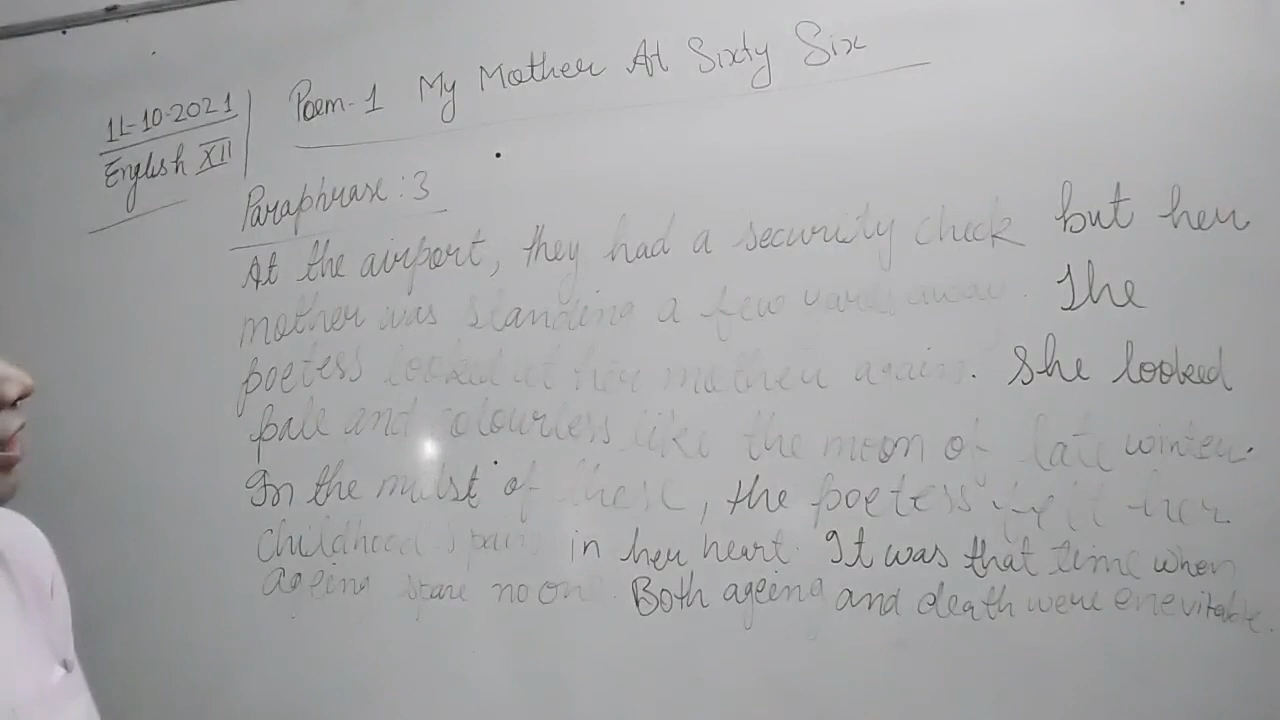 11-10-2021
English XII
Poem-1 My Mother At Sixty Six
Paraphrase : 3
At the airport, they had a security check but her
mother was standing a few yard away. The
poetess looked at her mother again. She looked
pale and colourless like the moon of late winter.
In the midst of these, the poetess felt her
childhood pain in her heart. It was that time when
ageing spare no on. Both ageing and death were enevitable.